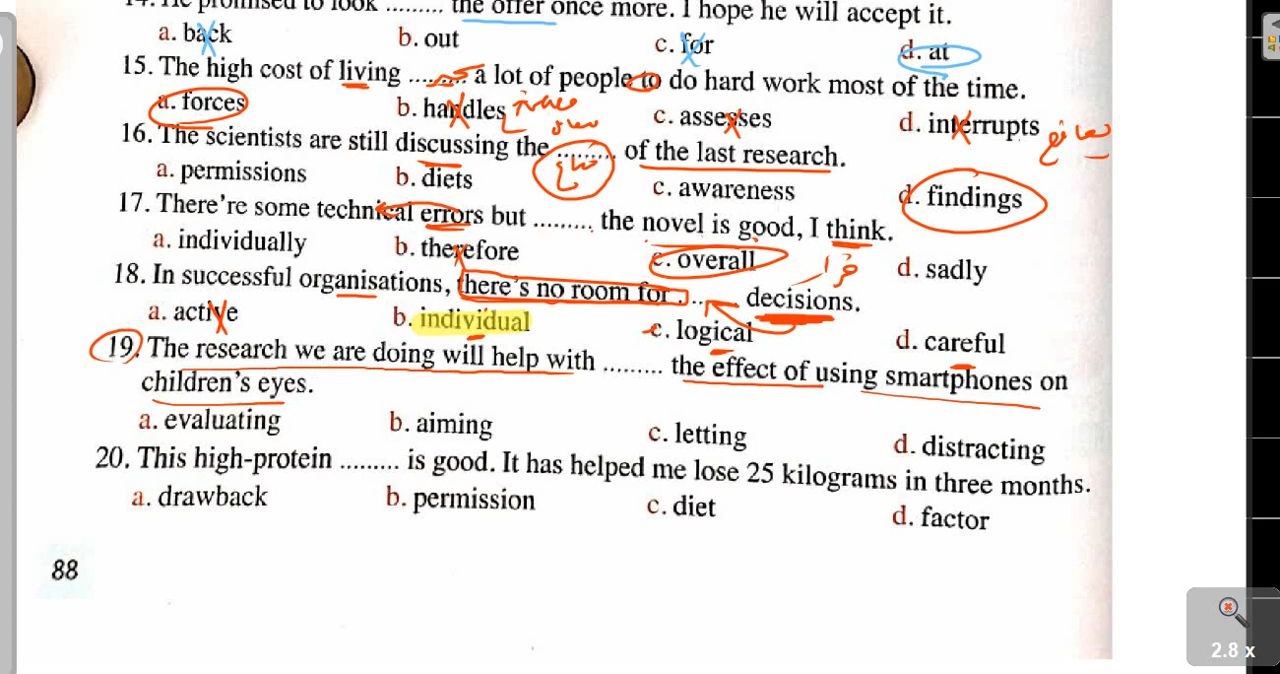 14. He promised to look ......... the offer once more. I hope he will accept it.
a. back b. out c. for d. at
15. The high cost of living ......... a lot of people to do hard work most of the time.
a. forces b. handles c. assesses d. interrupts
16. The scientists are still discussing the ......... of the last research.
a. permissions b. diets c. awareness d. findings
17. There're some technical errors but ......... the novel is good, I think.
a. individually b. therefore c. overall d. sadly
18. In successful organisations, there's no room for ......... decisions.
a. active b. individual c. logical d. careful
19. The research we are doing will help with ......... the effect of using smartphones on
children's eyes.
a. evaluating b. aiming c. letting d. distracting
20. This high-protein ......... is good. It has helped me lose 25 kilograms in three months.
a. drawback b. permission c. diet d. factor
88
2.8 x